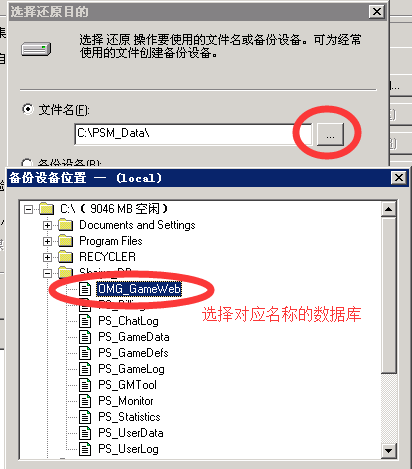 选择还原目的
选择 还原 操作要使用的文件名或备份设备。可为经常
使用的文件创建备份设备。
文件名(F):
C:\PSM_Data\
...
备份设备(B):
备份设备位置 — (local)
C:\ ( 9046 MB 空闲)
Documents and Settings
Program Files
RECYCLER
OMG_GameWeb
选择对应名称的数据库
PS_ChatLog
PS_GameData
PS_GameDefs
PS_GameLog
PS_GMTool
PS_Monitor
PS_Statistics
PS_UserData
PS_UserLog